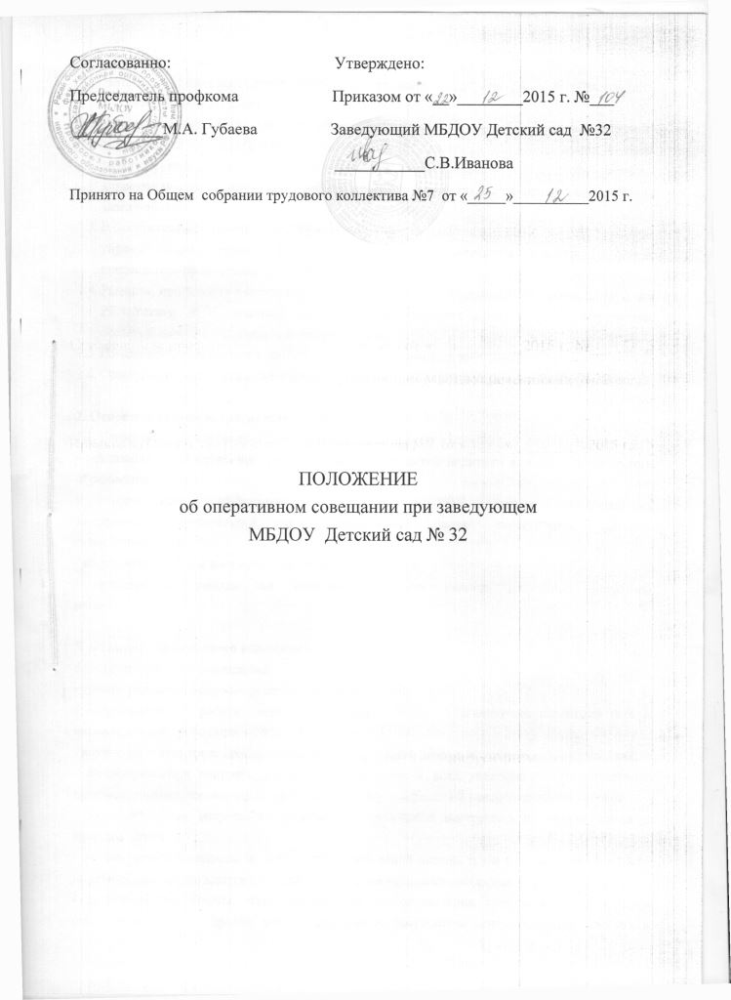 Согласованно: Утверждено:
Председатель профкома Приказом от «22» 12 2015 г. № 104
М.А. Губаева Заведующий МБДОУ Детский сад №32
С.В.Иванова
Принято на Общем собрании трудового коллектива №7 от «25» 12 2015 г.
ПОЛОЖЕНИЕ
об оперативном совещании при заведующем
МБДОУ Детский сад № 32